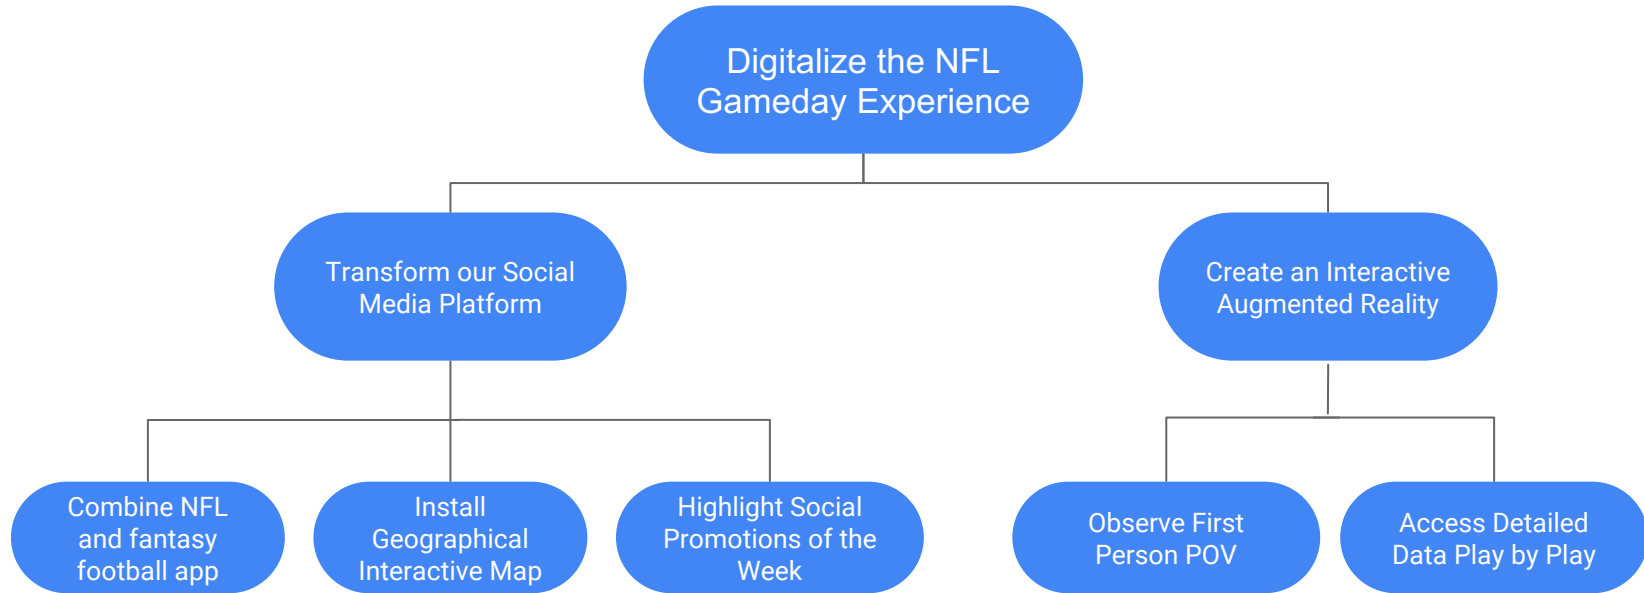 Digitalize the NFL
Gameday Experience
Transform our Social
Media Platform
Create an Interactive
Augmented Reality
Combine NFL
and fantasy
football app
Install
Geographical
Interactive Map
Highlight Social
Promotions of the
Week
Observe First
Person POV
Access Detailed
Data Play by Play